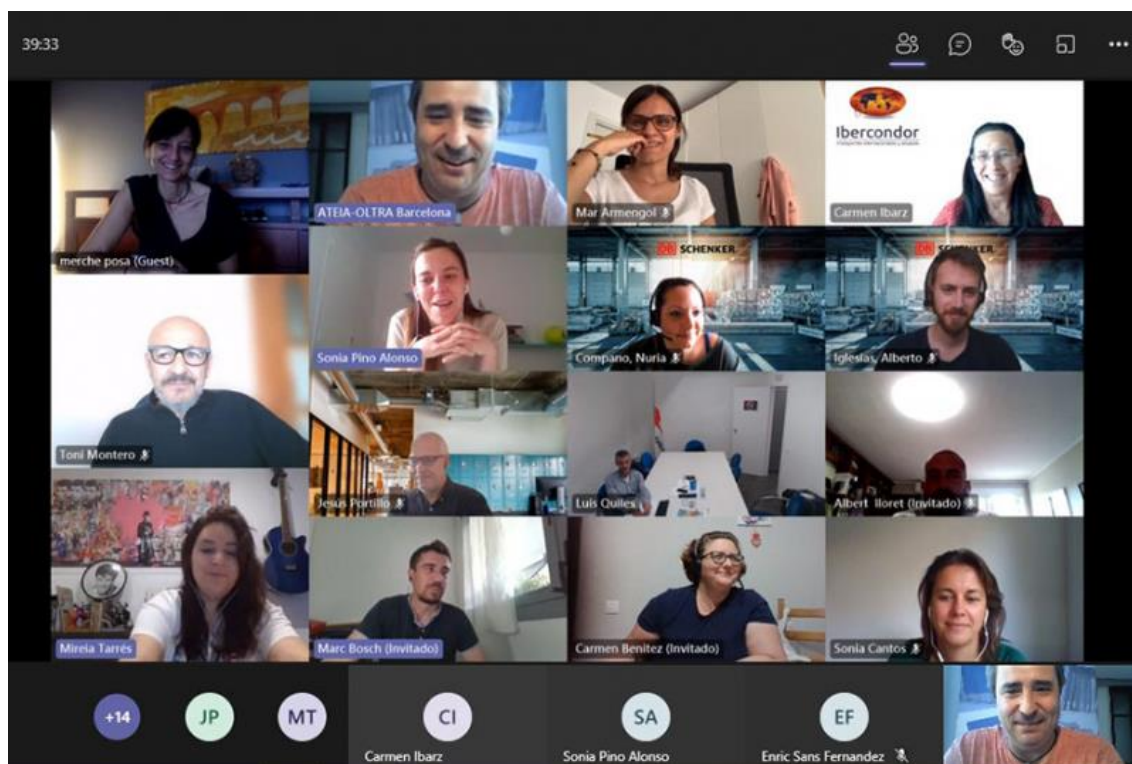 39:33
Ibercondor
merche posa (Guest)
ATEIA-OLTRA Barcelona
Mar Armengol
Carmen Ibarz
DB SCHENKER
DB SCHENKER
Toni Montero
Sonia Pino Alonso
Compano, Nuria
Iglesias, Alberto
Jesus Portillo
Luis Quiles
Albert lloret (Invitado)
Mireia Tarrés
Marc Bosch (Invitado)
Carmen Benitez (Invitado)
Sonia Cantos
+14
JP
MT
CI
SA
EF
Carmen Ibarz
Sonia Pino Alonso
Enric Sans Fernandez